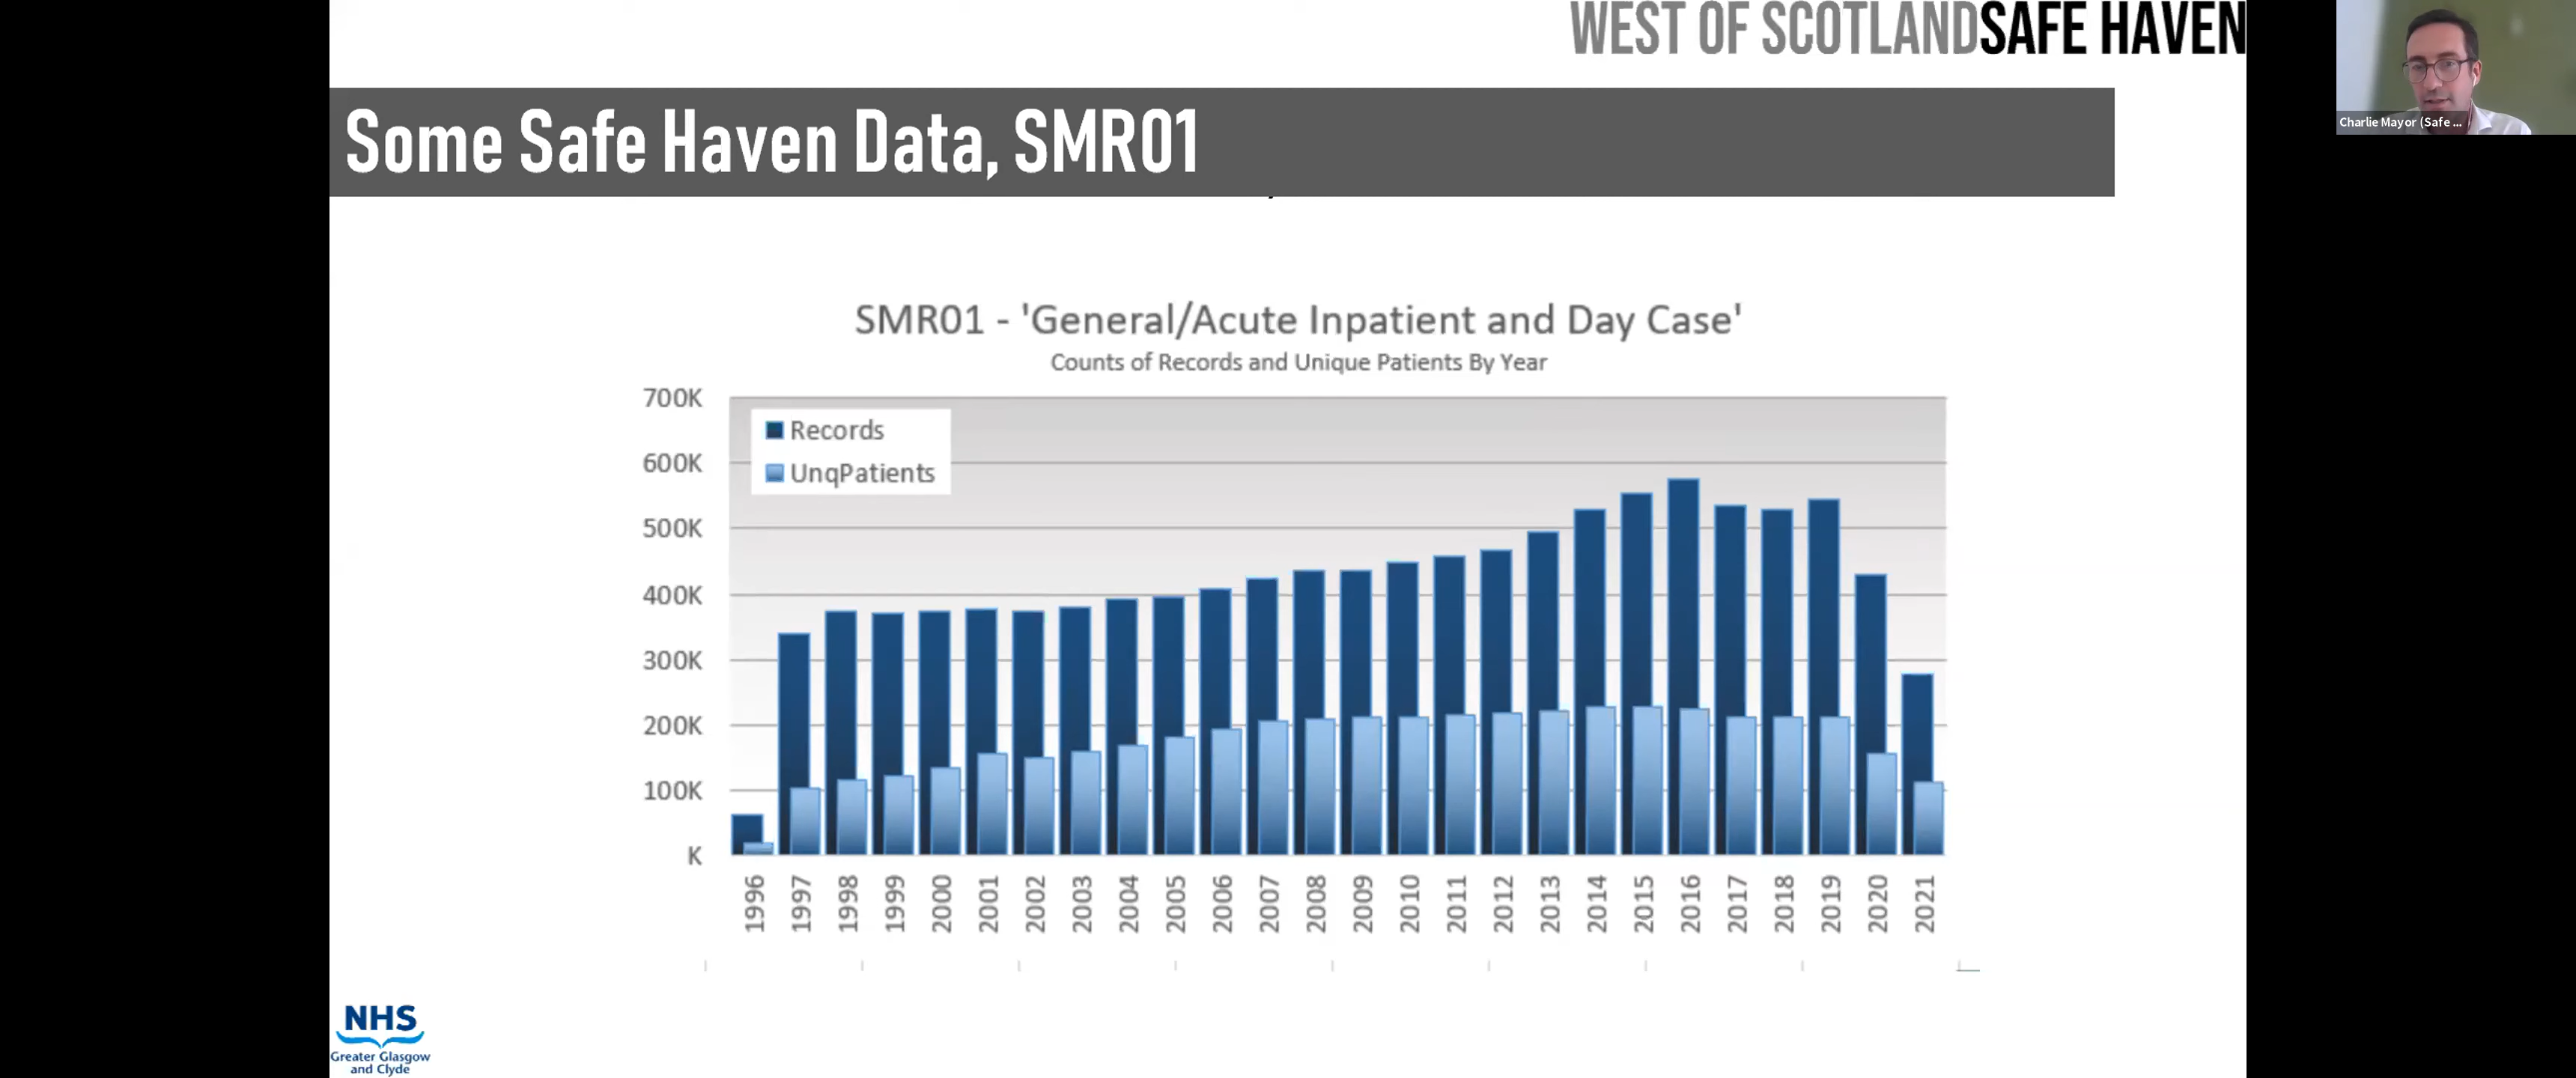 WEST OF SCOTLANDSAFE HAVEN
Charlie Mayor (Safe ...
Some Safe Haven Data, SMR01
SMR01 - 'General/Acute Inpatient and Day Case'
Counts of Records and Unique Patients By Year
700K
600K
500K
400K
300K
200K
100K
K
Records
UnqPatients
1996 1997 1998 1999 2000 2001 2002 2003 2004 2005 2006 2007 2008 2009 2010 2011 2012 2013 2014 2015 2016 2017 2018 2019 2020 2021
NHS
Greater Glasgow
and Clyde